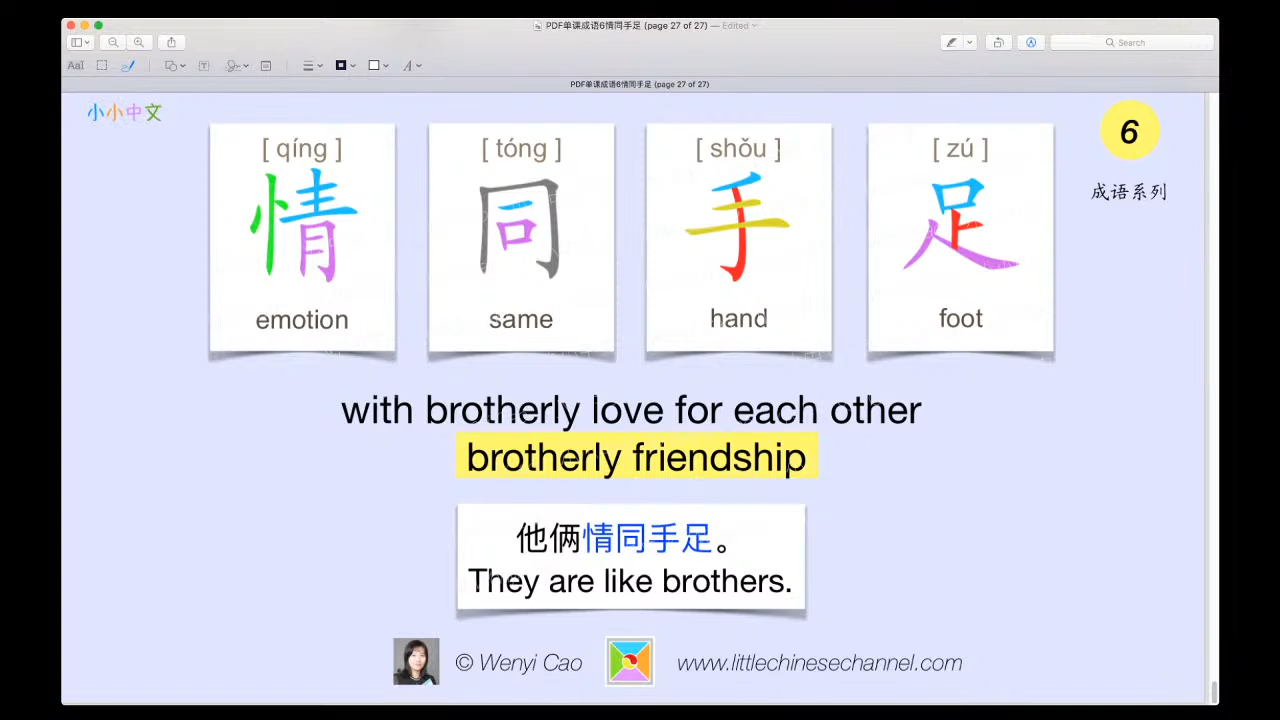 PDF单课成语6情同手足 (page 27 of 27) — Edited
Search
AaI
T
A
PDF单课成语6情同手足 (page 27 of 27)
小小中文
6
成语系列
[ qíng ] [ tóng ] [ shǒu ] [ zú ]
情 同 手 足
emotion same hand foot
with brotherly love for each other
brotherly friendship
他俩情同手足。
They are like brothers.
© Wenyi Cao www.littlechinesechannel.com